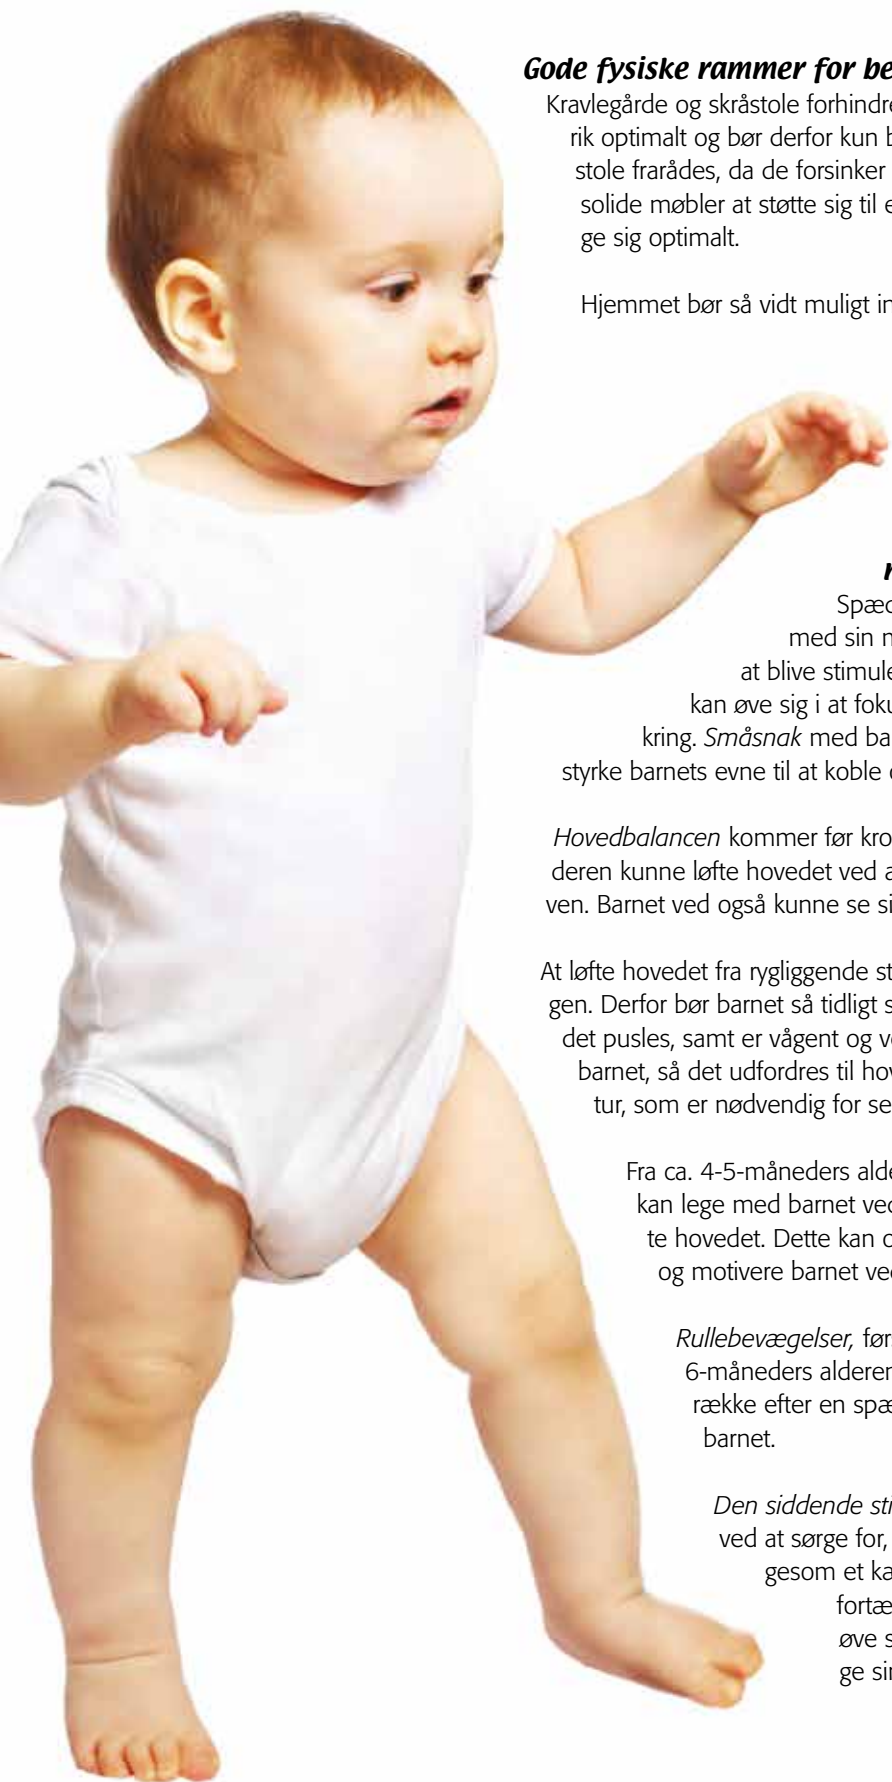 Gode fysiske rammer for be
Kravlegårde og skråstole forhindre
rik optimalt og bør derfor kun b
stole frarådes, da de forsinker
solide møbler at støtte sig til e
ge sig optimalt.
Hjemmet bør så vidt muligt in
Spæd
med sin m
at blive stimule
kan øve sig i at foku
kring. Småsnak med ba
styrke barnets evne til at koble
Hovedbalancen kommer før kro
deren kunne løfte hovedet ved a
ven. Barnet ved også kunne se si
At løfte hovedet fra rygliggende st
gen. Derfor bør barnet så tidligt s
det pusles, samt er vågent og ve
barnet, så det udfordres til hov
tur, som er nødvendig for se
Fra ca. 4-5-måneders alde
kan lege med barnet ved
te hovedet. Dette kan o
og motivere barnet ved
Rullebevægelser, førs
6-måneders alderen
række efter en spæ
barnet.
Den siddende sti
ved at sørge for,
gesom et ka
fortæ
øve s
ge sin